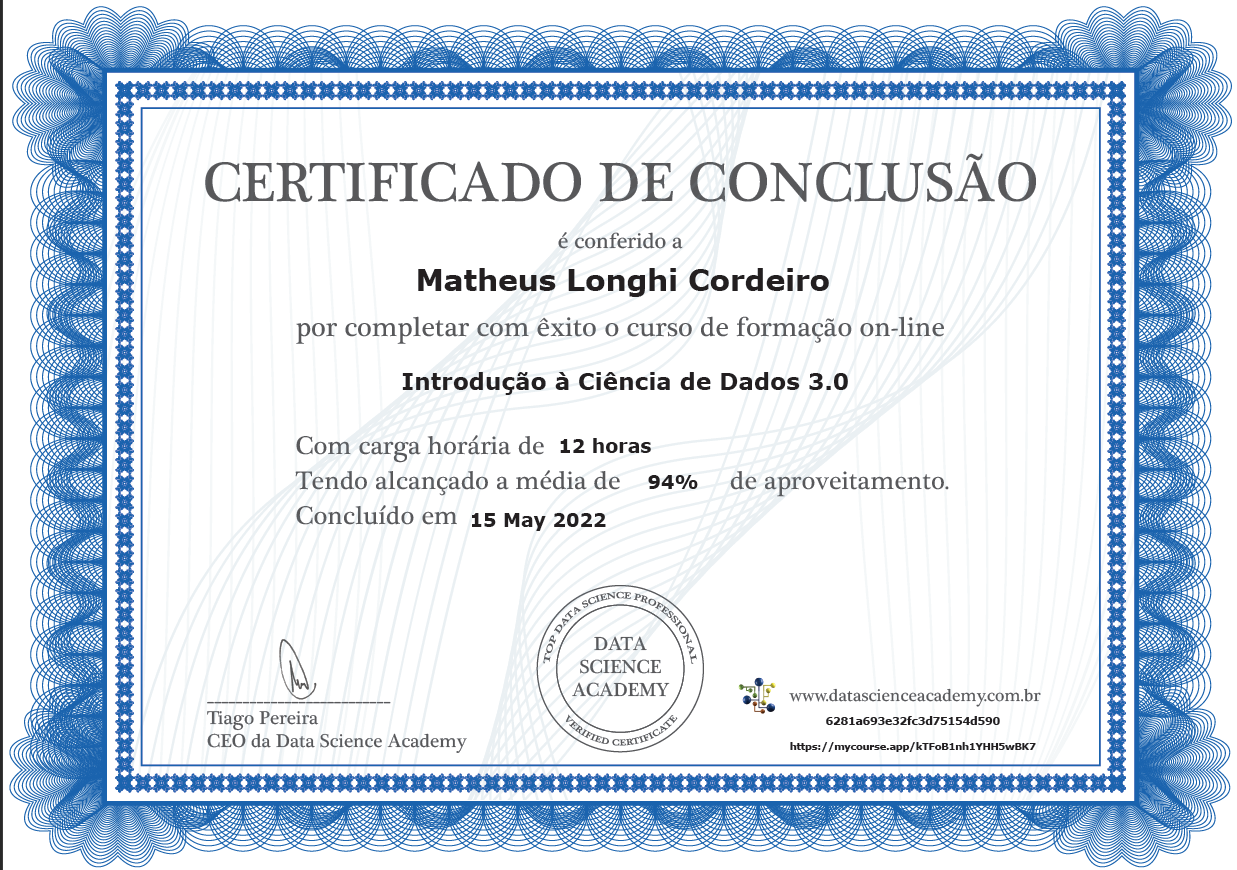 CERTIFICADO DE CONCLUSÃO
é conferido a
Matheus Longhi Cordeiro
por completar com êxito o curso de formação on-line
Introdução à Ciência de Dados 3.0
Com carga horária de 12 horas
Tendo alcançado a média de 94% de aproveitamento.
Concluído em 15 May 2022
TOP DATA SCIENCE PROFESSIONAL
DATA
SCIENCE
ACADEMY
VERIFIED CERTIFICATE
Tiago Pereira
CEO da Data Science Academy
www.datascienceacademy.com.br
6281a693e32fc3d75154d590
https://mycourse.app/kTFoB1nh1YHH5wBK7